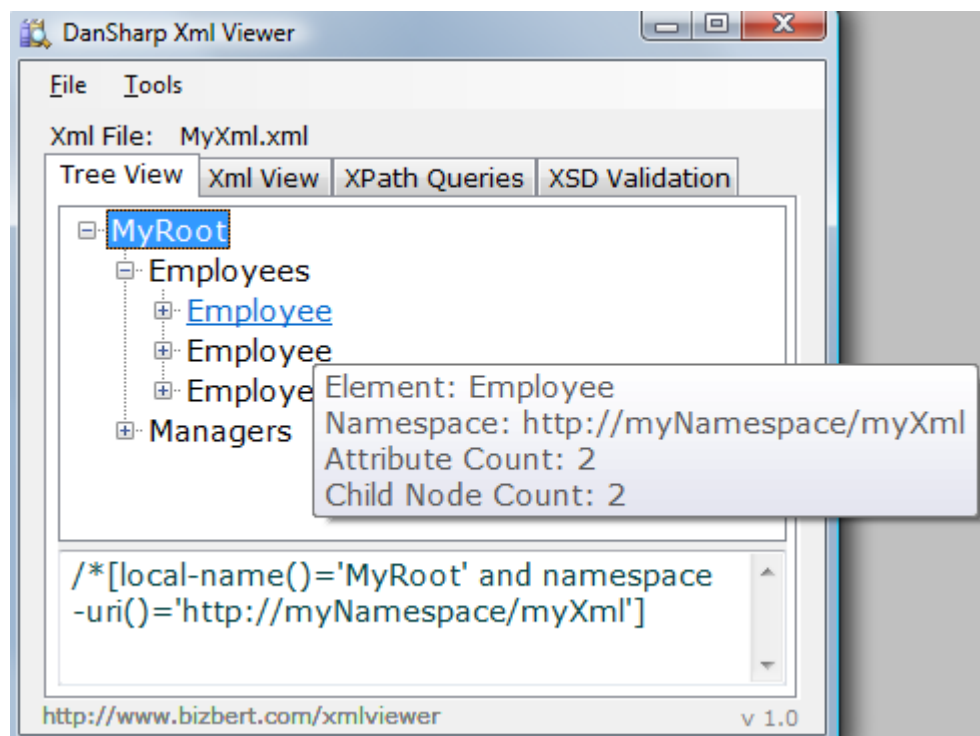 DanSharp Xml Viewer
File Tools
Xml File: MyXml.xml
Tree View Xml View XPath Queries XSD Validation
MyRoot
Employees
Employee
Employee
Employe
Managers
Element: Employee
Namespace: http://myNamespace/myXml
Attribute Count: 2
Child Node Count: 2
/*[local-name()='MyRoot' and namespace
-uri()='http://myNamespace/myXml']
http://www.bizbert.com/xmlviewer v 1.0